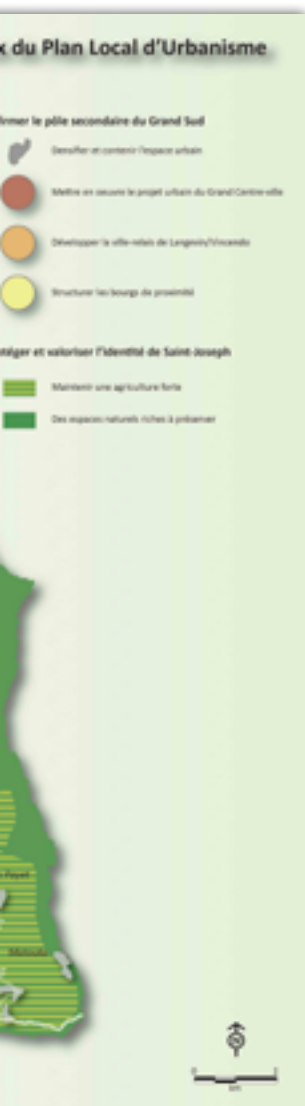 x du Plan Local d'Urbanisme
firmer le pôle secondaire du Grand Sud
Densifier et contenir l'espace urbain
Mettre en oeuvre le projet urbain du Grand Centre-ville
Développer la ville-relais de Langevin/Vincendo
Structurer les bourgs de proximité
otéger et valoriser l'identité de Saint-Joseph
Maintenir une agriculture forte
Des espaces naturels riches à préserver
N
km